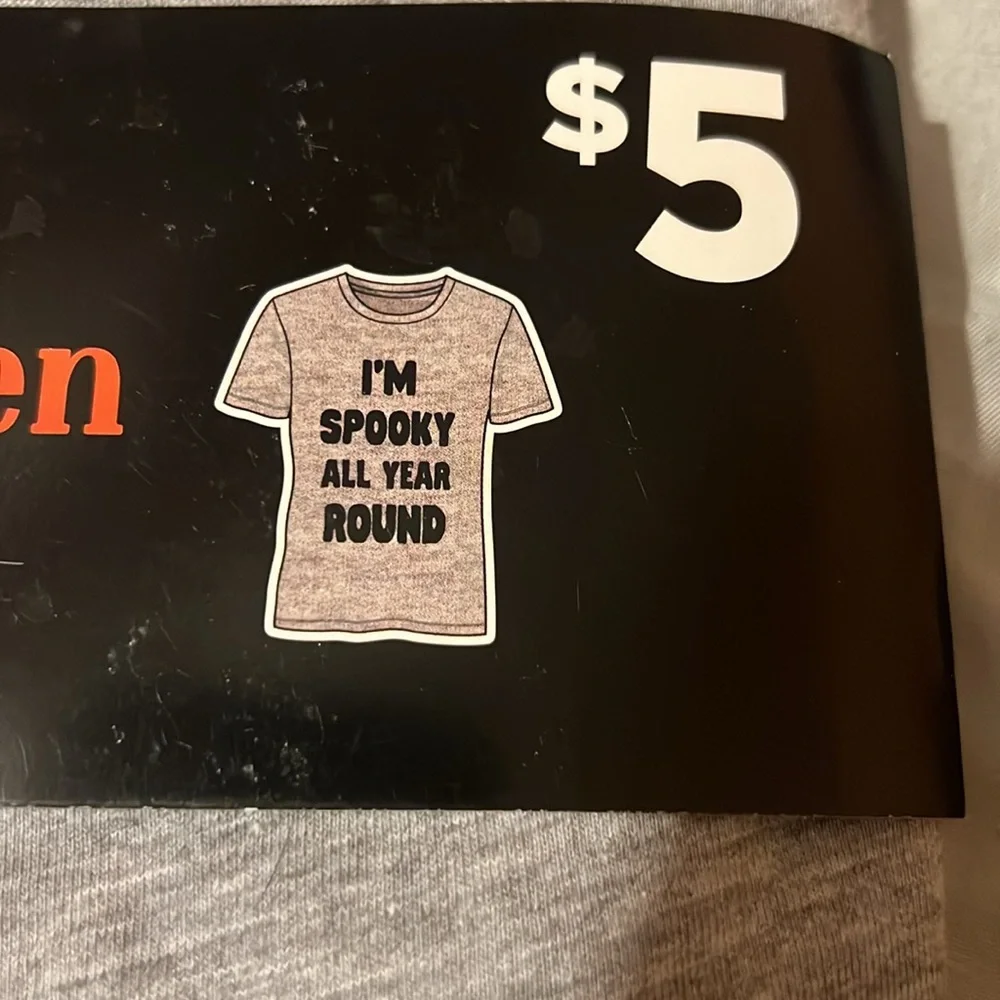 $5
en
I'M
SPOOKY
ALL YEAR
ROUND